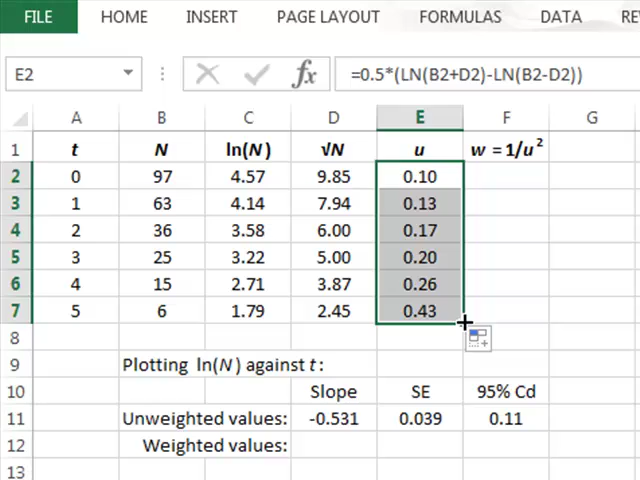 FILE HOME INSERT PAGE LAYOUT FORMULAS DATA RE
E2 fx =0.5*(LN(B2+D2)-LN(B2-D2))
A B C D E F G
1 t N ln(N) √N u w = 1/u²
2 0 97 4.57 9.85 0.10
3 1 63 4.14 7.94 0.13
4 2 36 3.58 6.00 0.17
5 3 25 3.22 5.00 0.20
6 4 15 2.71 3.87 0.26
7 5 6 1.79 2.45 0.43
8
9 Plotting ln(N) against t:
10 Slope SE 95% Cd
11 Unweighted values: -0.531 0.039 0.11
12 Weighted values:
13